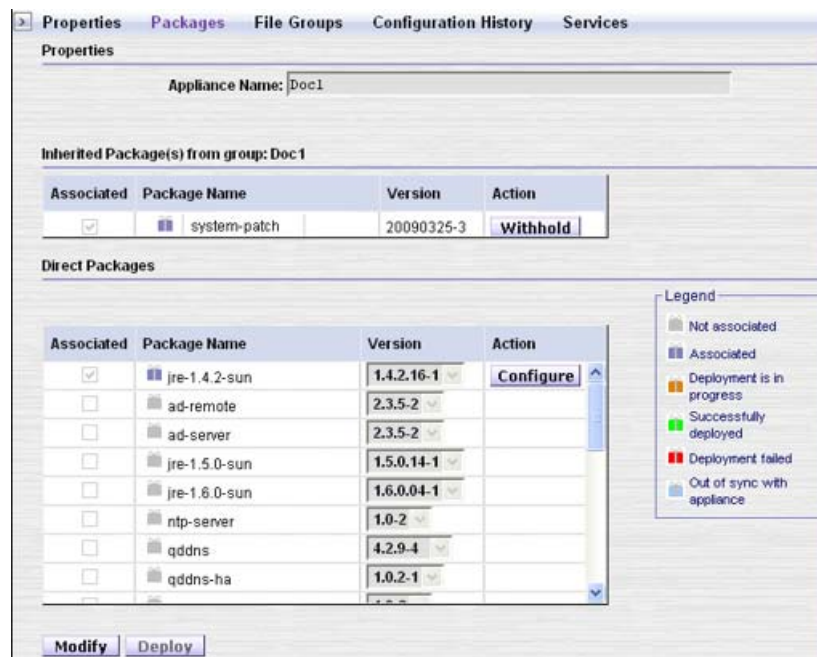 Properties Packages File Groups Configuration History Services
Properties
Appliance Name: Doc1
Inherited Package(s) from group: Doc1
Associated Package Name Version Action
system-patch 20090325-3 Withhold
Direct Packages
Associated Package Name Version Action
jre-1.4.2-sun 1.4.2.16-1 Configure
ad-remote 2.3.5-2
ad-server 2.3.5-2
jre-1.5.0-sun 1.5.0.14-1
jre-1.6.0-sun 1.6.0.04-1
ntp-server 1.0-2
qddns 4.2.9-4
qddns-ha 1.0.2-1
Legend
Not associated
Associated
Deployment is in
progress
Successfully
deployed
Deployment failed
Out of sync with
appliance
Modify Deploy